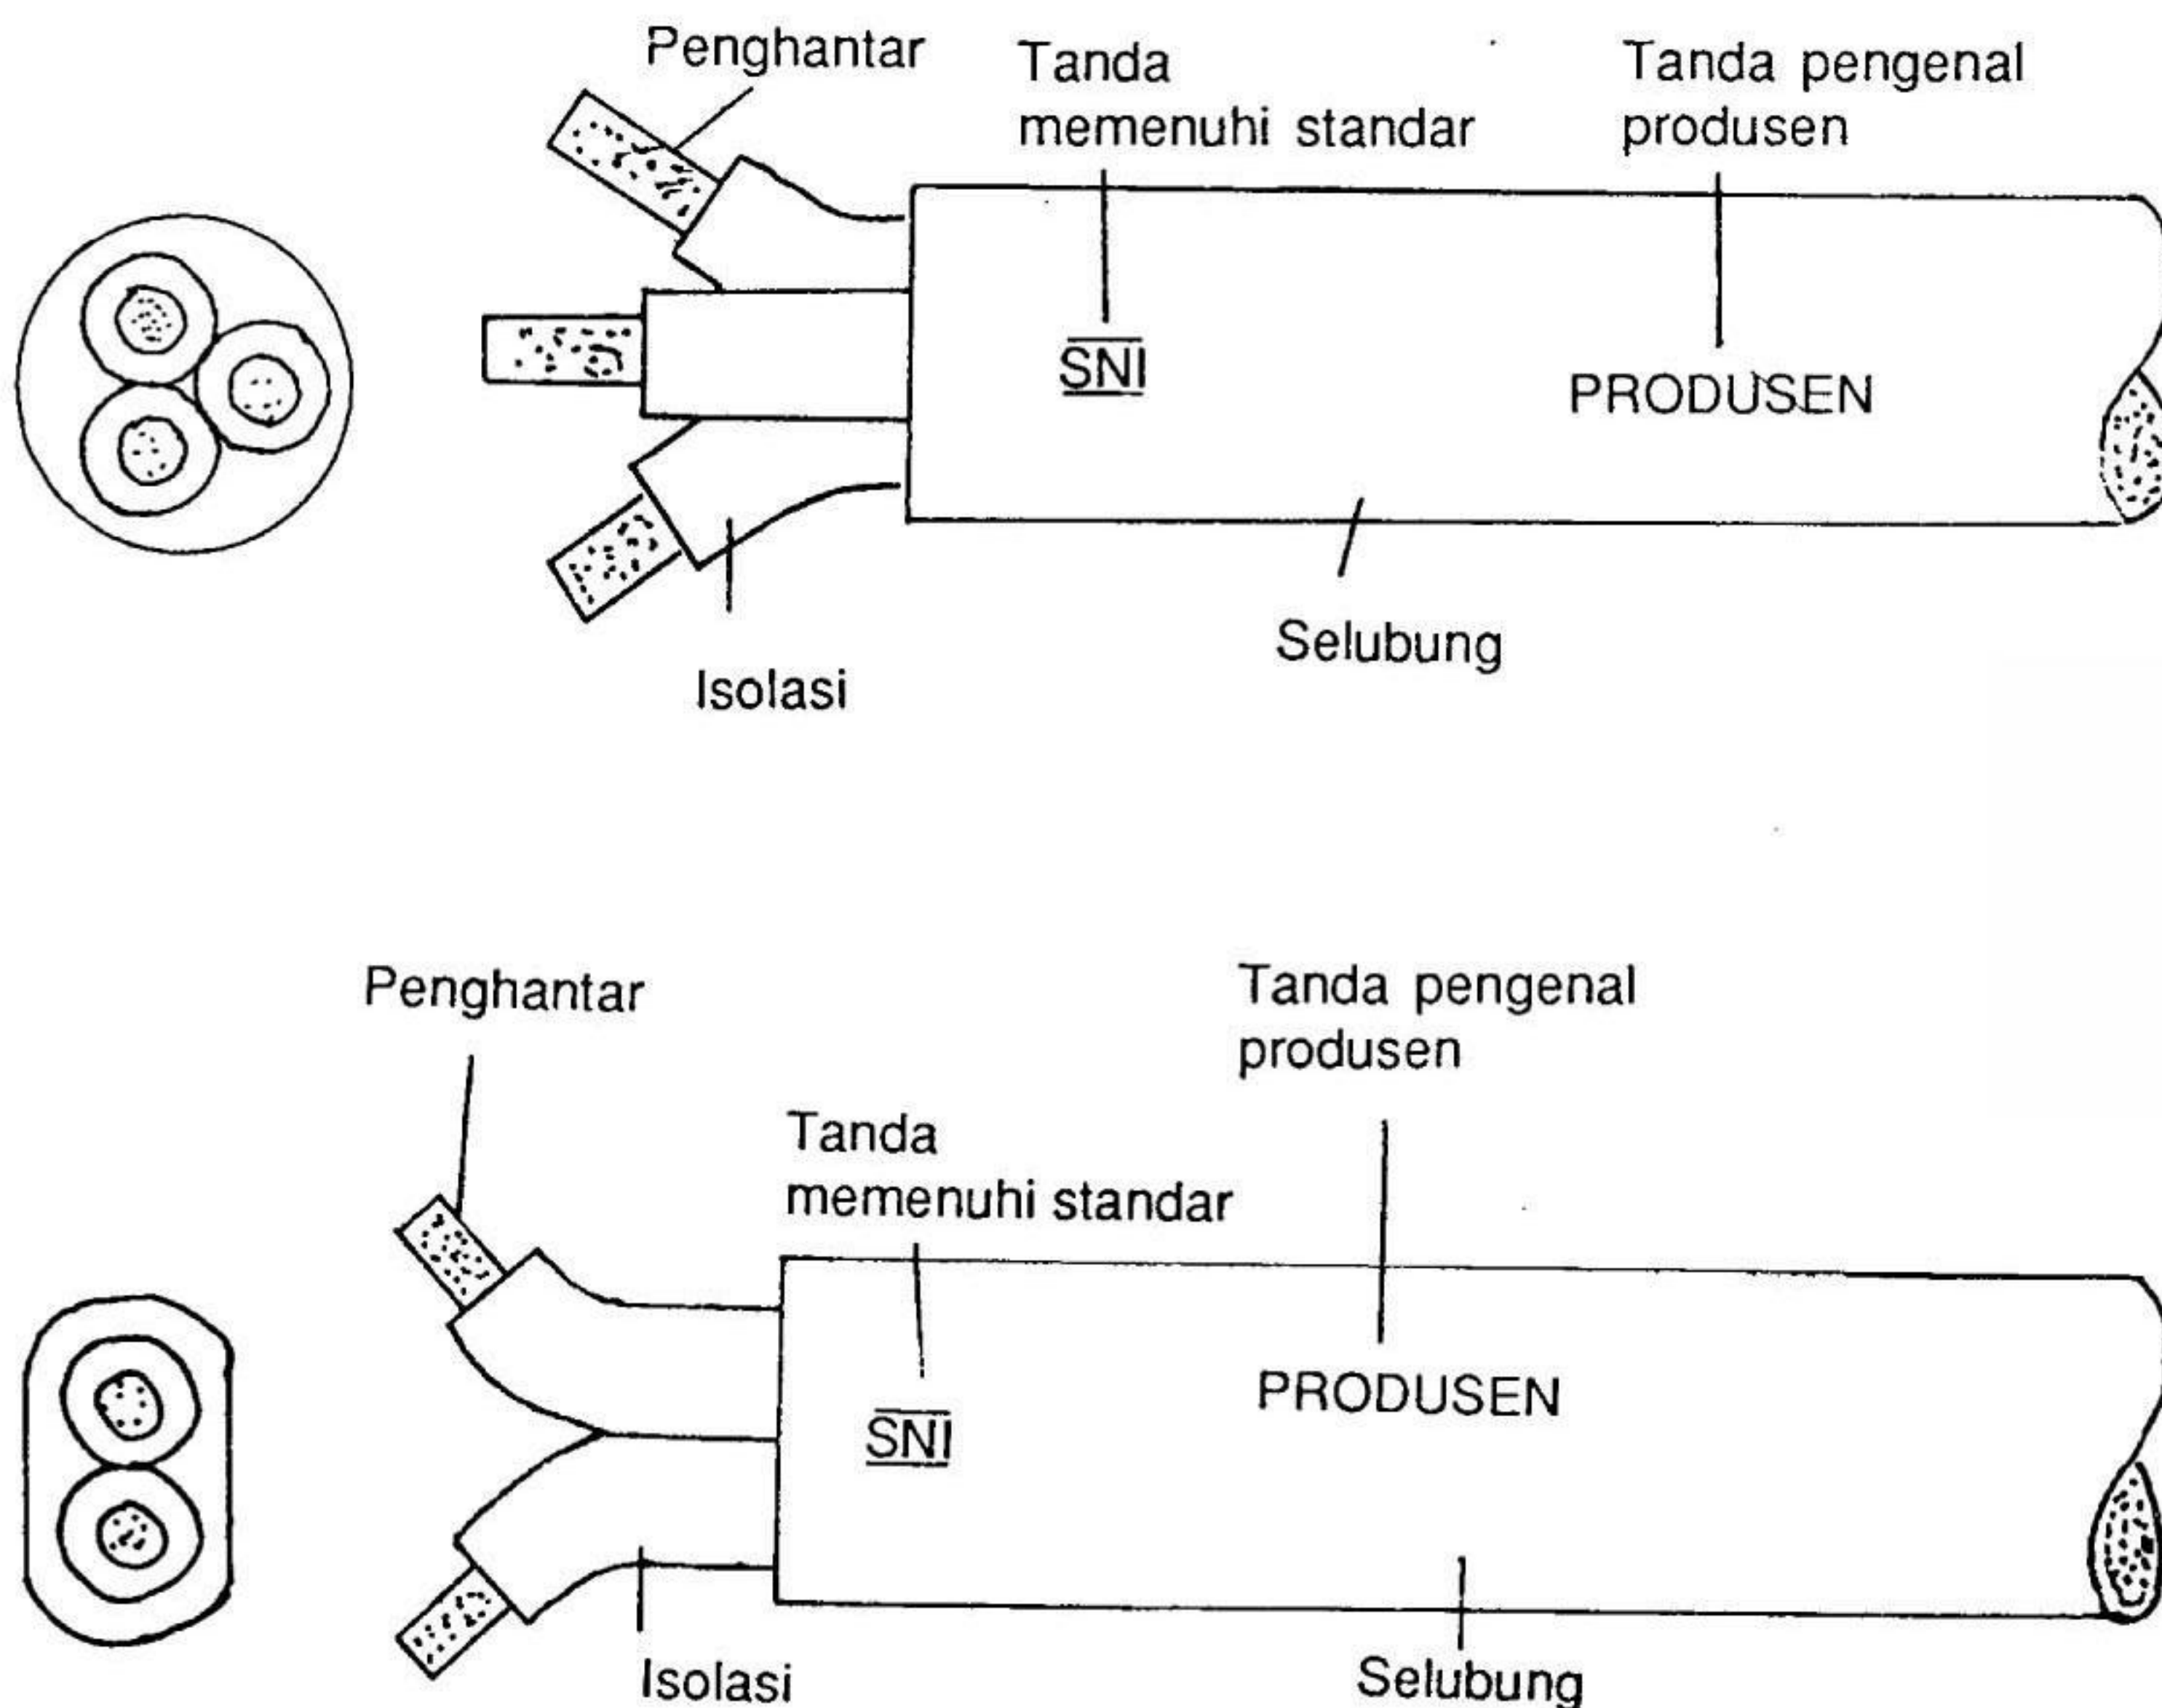 Penghantar
Tanda
memenuhi standar
Tanda pengenal
produsen
SNI
PRODUSEN
Selubung
Isolasi
Penghantar
Tanda pengenal
produsen
Tanda
memenuhi standar
PRODUSEN
SNI
Isolasi
Selubung